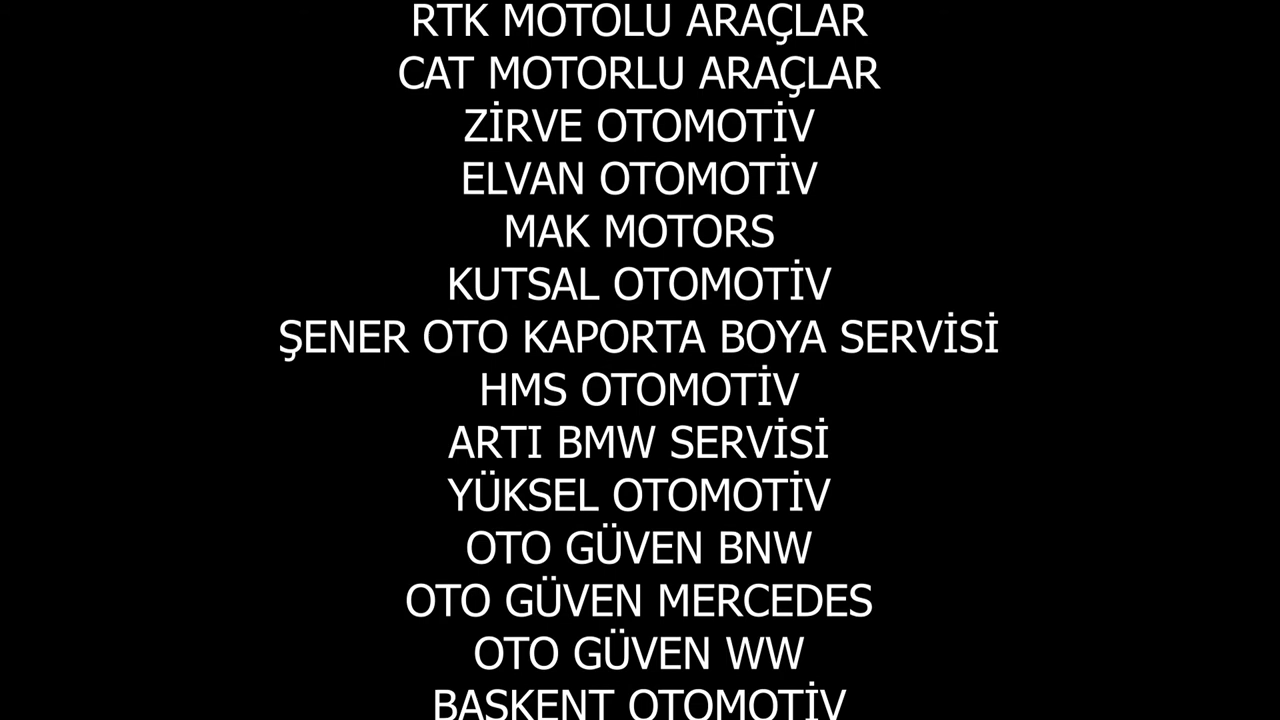 RTK MOTOLU ARAÇLAR
CAT MOTORLU ARAÇLAR
ZİRVE OTOMOTİV
ELVAN OTOMOTİV
MAK MOTORS
KUTSAL OTOMOTİV
ŞENER OTO KAPORTA BOYA SERVİSİ
HMS OTOMOTİV
ARTI BMW SERVİSİ
YÜKSEL OTOMOTİV
OTO GÜVEN BNW
OTO GÜVEN MERCEDES
OTO GÜVEN WW
BAŞKENT OTOMOTİV